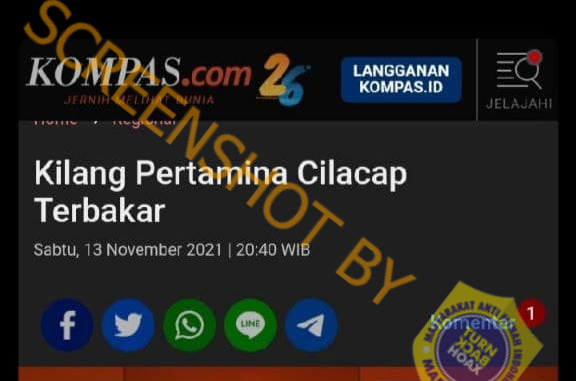 KOMPAS.com 26
JERNIH MELIHAT DUNIA
LANGGANAN
KOMPAS.ID
JELAJAHI
Home > Regional
Kilang Pertamina Cilacap
Terbakar
Sabtu, 13 November 2021 | 20:40 WIB
f
LINE
Komentar
1
SCREENSHOT BY
MASYARAKAT ANTI
TURN
BACK
HOAX